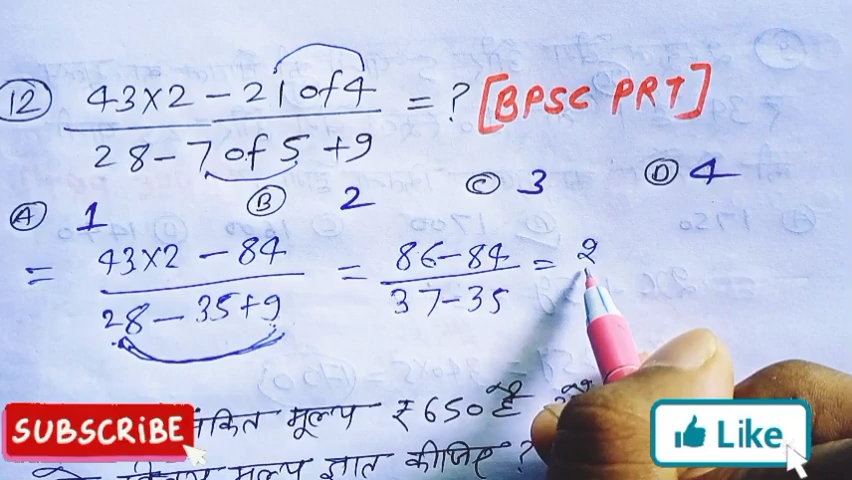 12) 43×2 - 21 of 4 / 28 - 7 of 5 + 9 = ? [BPSC PRT]
A 1 B 2 C 3 D 4
= 43×2 - 84 / 28 - 35 + 9 = 86 - 84 / 37 - 35 = 2
अंकित मूल्य ₹650 है
मूल्य ज्ञात कीजिए ?
SUBSCRIBE
Like